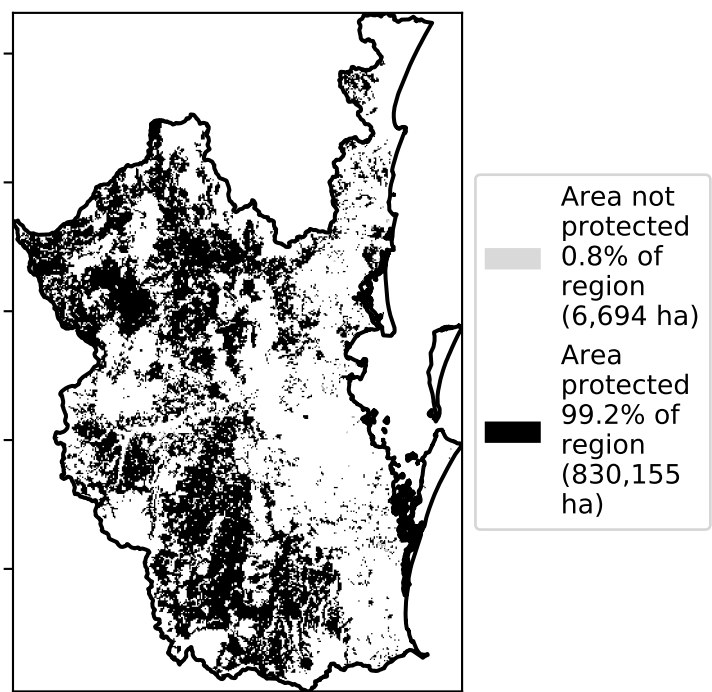 Area not
protected
0.8% of
region
(6,694 ha)
Area
protected
99.2% of
region
(830,155
ha)